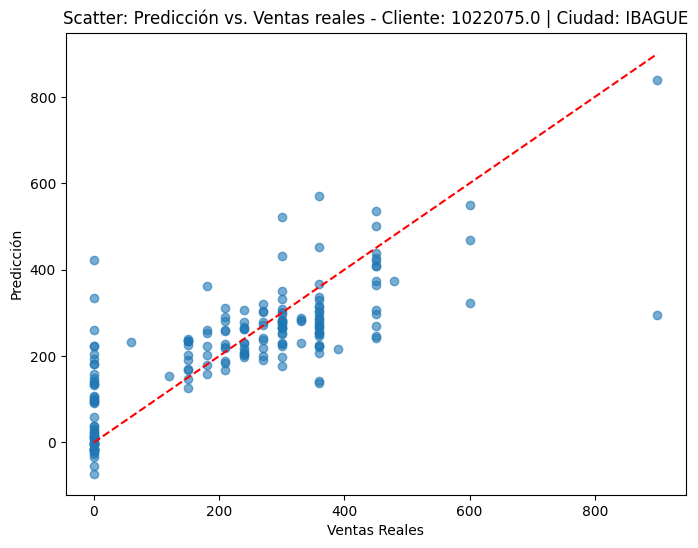 Scatter: Predicción vs. Ventas reales - Cliente: 1022075.0 | Ciudad: IBAGUE
Predicción
800
600
400
200
0
0 200 400 600 800
Ventas Reales